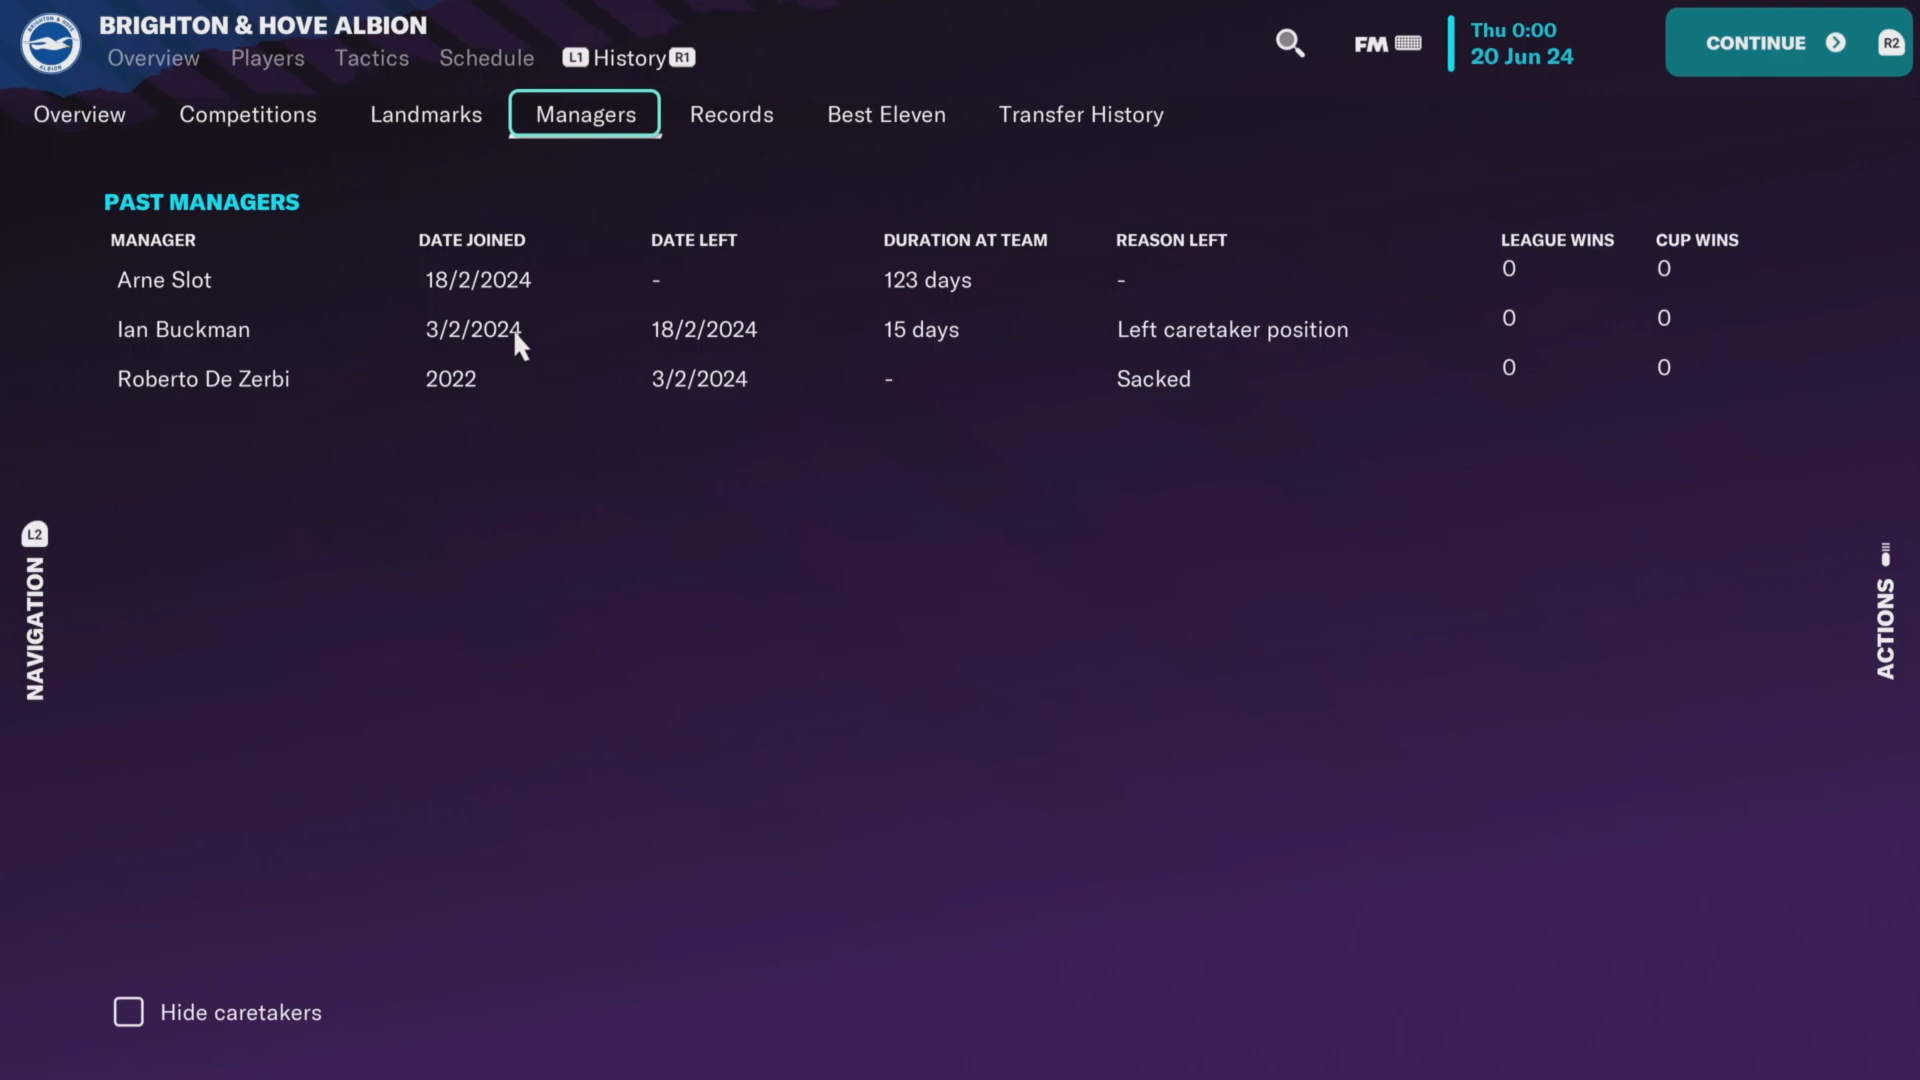 BRIGHTON & HOVE ALBION
Overview Players Tactics Schedule L1 History R1
FM
Thu 0:00
20 Jun 24
CONTINUE R2
Overview Competitions Landmarks Managers Records Best Eleven Transfer History
PAST MANAGERS
MANAGER DATE JOINED DATE LEFT DURATION AT TEAM REASON LEFT LEAGUE WINS CUP WINS
Arne Slot 18/2/2024 - 123 days - 0 0
Ian Buckman 3/2/2024 18/2/2024 15 days Left caretaker position 0 0
Roberto De Zerbi 2022 3/2/2024 - Sacked 0 0
L2
NAVIGATION
ACTIONS
Hide caretakers